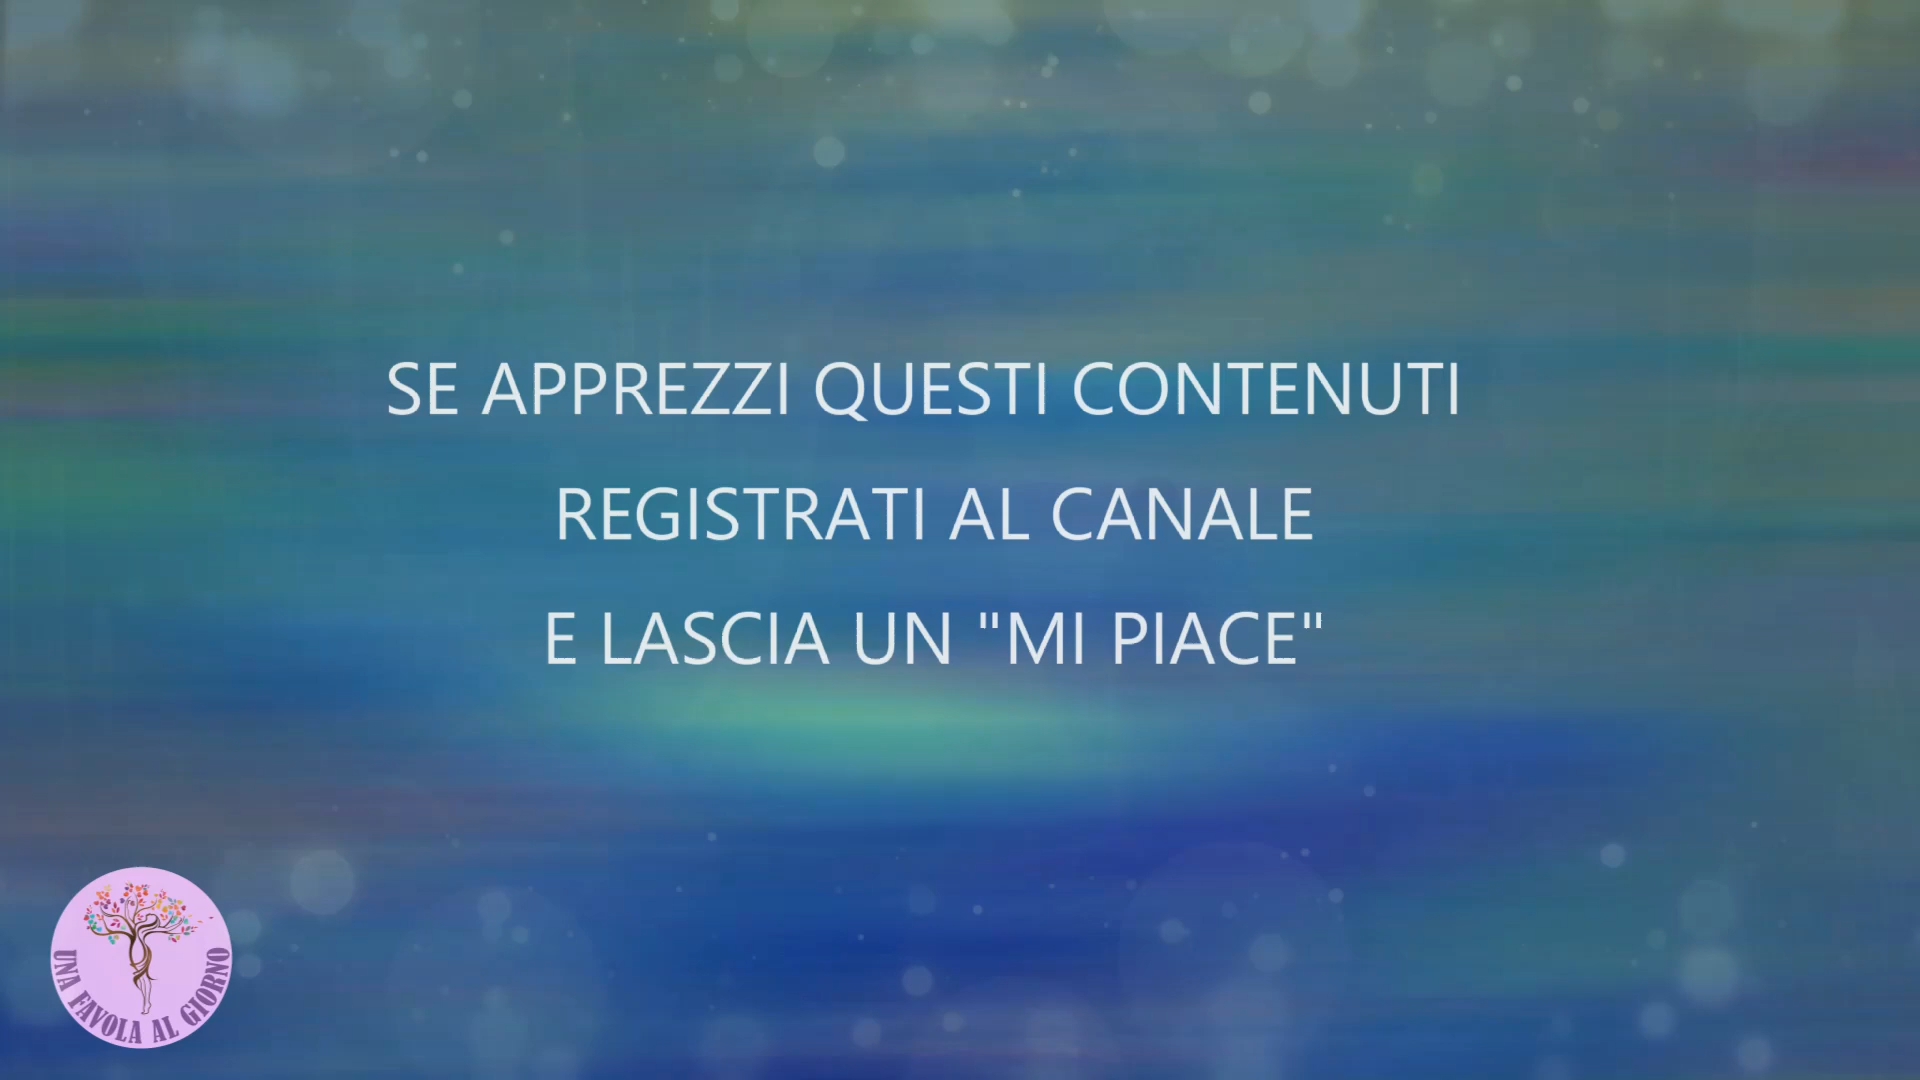 SE APPREZZI QUESTI CONTENUTI
REGISTRATI AL CANALE
E LASCIA UN "MI PIACE"
UNA FAVOLA AL GIORNO